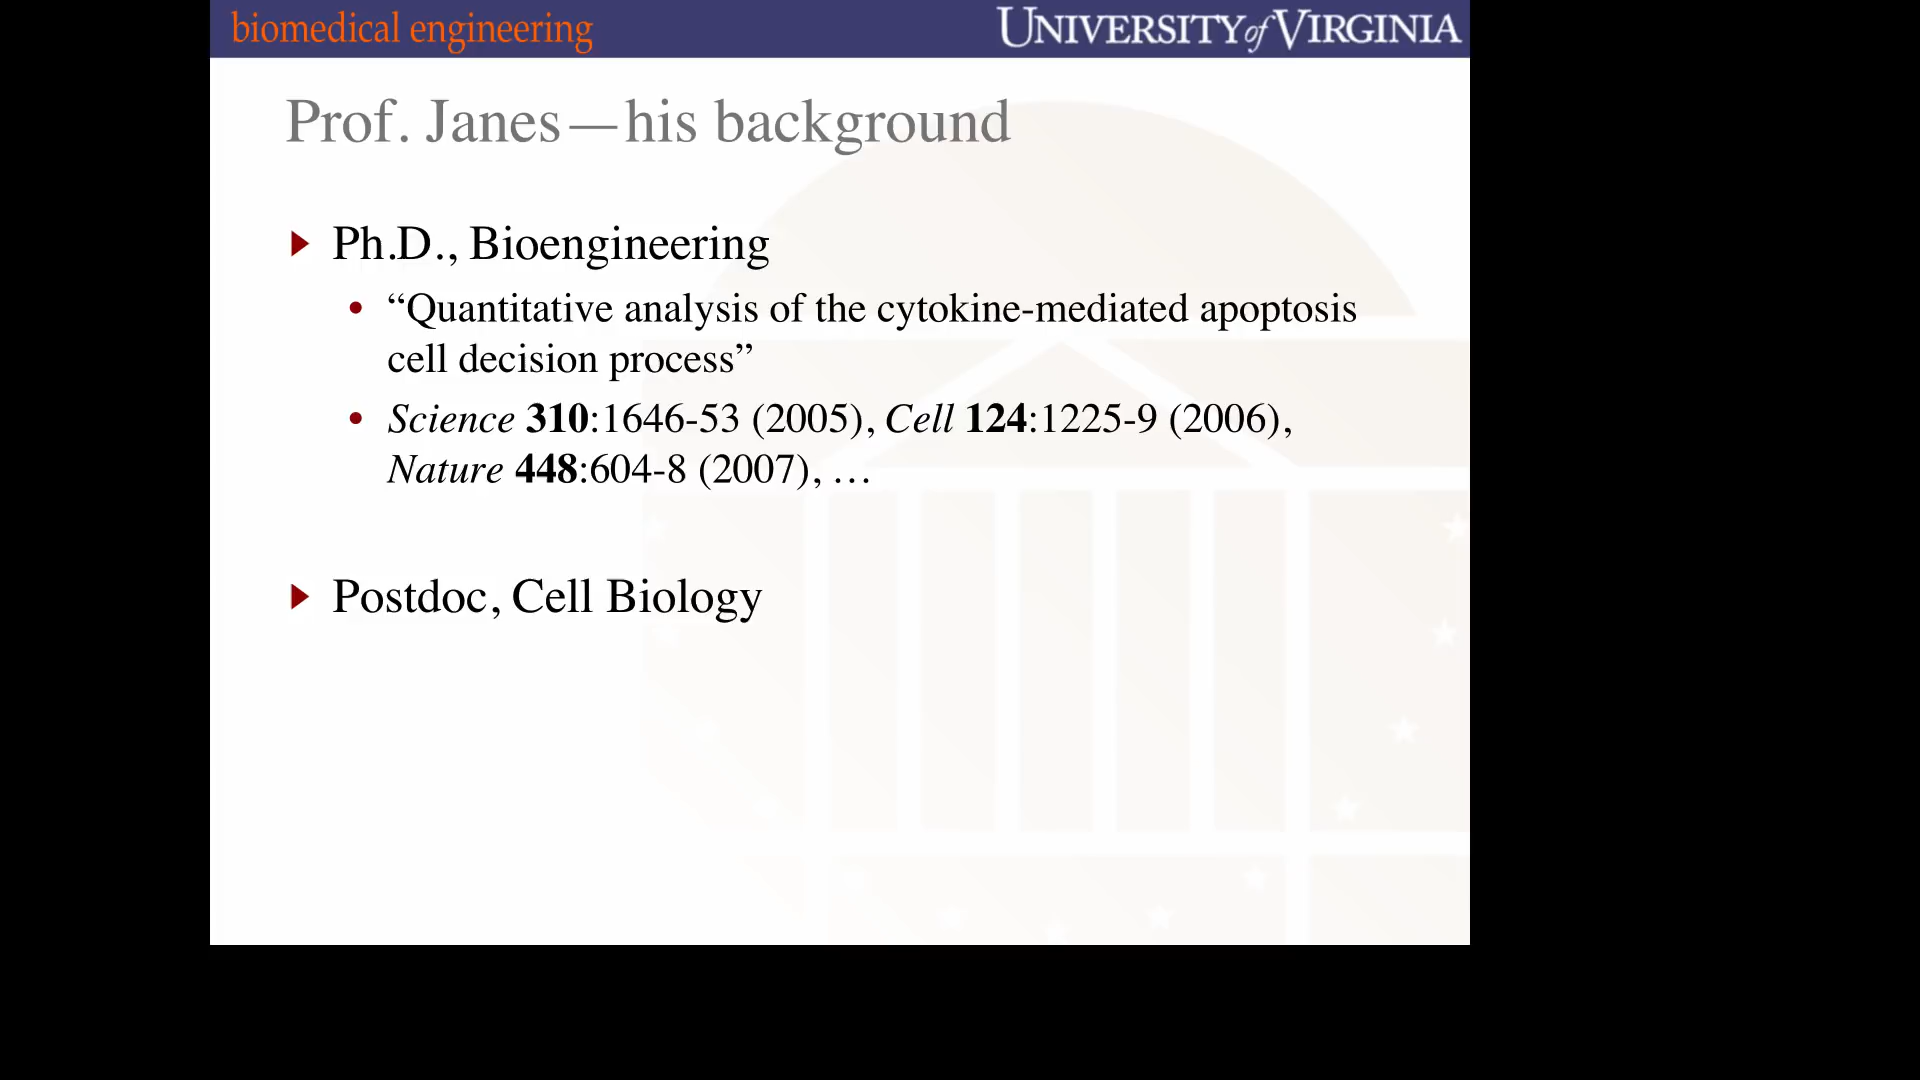 biomedical engineering
UNIVERSITY of VIRGINIA
Prof. Janes—his background
Ph.D., Bioengineering
• “Quantitative analysis of the cytokine-mediated apoptosis
cell decision process”
• Science 310:1646-53 (2005), Cell 124:1225-9 (2006),
Nature 448:604-8 (2007), …
Postdoc, Cell Biology